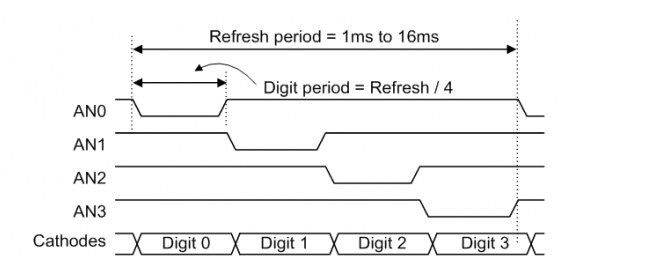 Refresh period = 1ms to 16ms
Digit period = Refresh / 4
AN0
AN1
AN2
AN3
Cathodes Digit 0 Digit 1 Digit 2 Digit 3